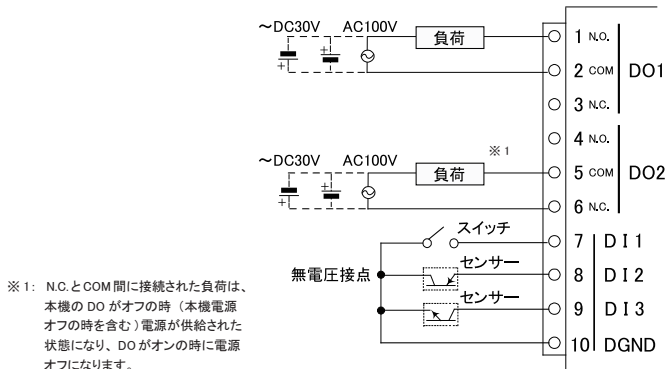 ~DC30V AC100V
負荷
1 N.O.
2 COM DO1
3 N.C.
4 N.O.
~DC30V AC100V
負荷
※1
5 COM DO2
6 N.C.
スイッチ
7 DI1
無電圧接点
センサー
8 DI2
センサー
9 DI3
10 DGND
※1: N.C.とCOM間に接続された負荷は、
本機の DO がオフの時 (本機電源
オフの時を含む)電源が供給された
状態になり、DOがオンの時に電源
オフになります。